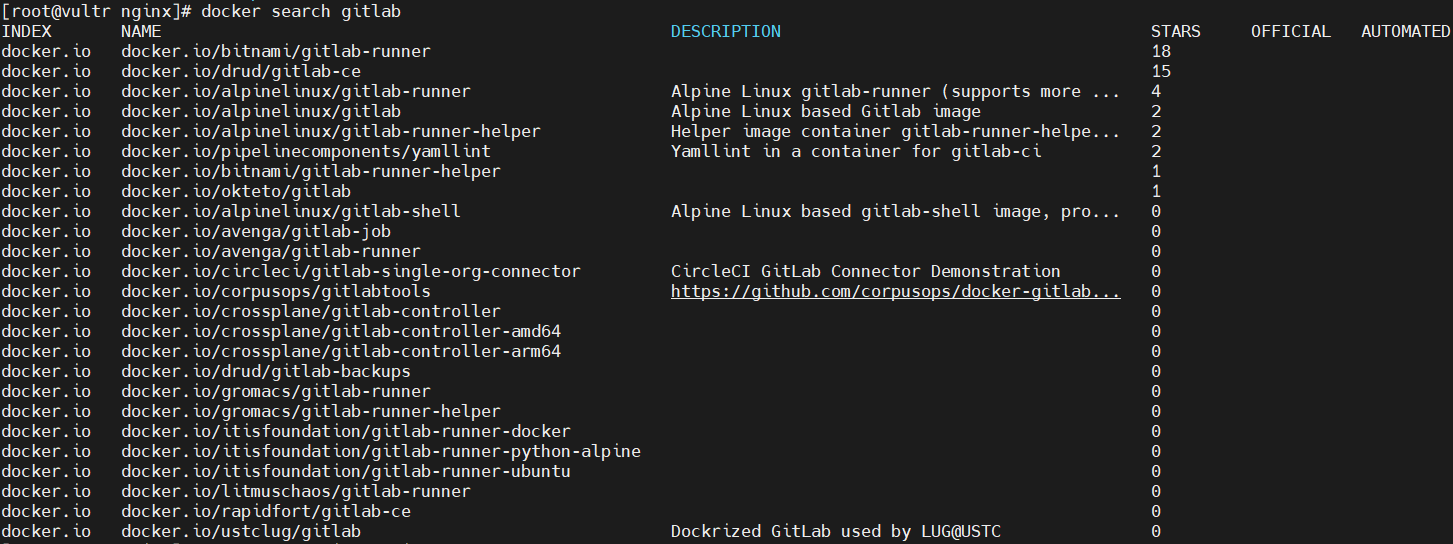 [root@vultr nginx]# docker search gitlab
INDEX NAME DESCRIPTION STARS OFFICIAL AUTOMATED
docker.io docker.io/bitnami/gitlab-runner 18
docker.io docker.io/drud/gitlab-ce 15
docker.io docker.io/alpinelinux/gitlab-runner Alpine Linux gitlab-runner (supports more ... 4
docker.io docker.io/alpinelinux/gitlab Alpine Linux based Gitlab image 2
docker.io docker.io/alpinelinux/gitlab-runner-helper Helper image container gitlab-runner-helpe... 2
docker.io docker.io/pipelinecomponents/yamllint Yamllint in a container for gitlab-ci 2
docker.io docker.io/bitnami/gitlab-runner-helper 1
docker.io docker.io/okteto/gitlab 1
docker.io docker.io/alpinelinux/gitlab-shell Alpine Linux based gitlab-shell image, pro... 0
docker.io docker.io/avenga/gitlab-job 0
docker.io docker.io/avenga/gitlab-runner 0
docker.io docker.io/circleci/gitlab-single-org-connector CircleCI GitLab Connector Demonstration 0
docker.io docker.io/corpusops/gitlabtools https://github.com/corpusops/docker-gitlab... 0
docker.io docker.io/crossplane/gitlab-controller 0
docker.io docker.io/crossplane/gitlab-controller-amd64 0
docker.io docker.io/crossplane/gitlab-controller-arm64 0
docker.io docker.io/drud/gitlab-backups 0
docker.io docker.io/gromacs/gitlab-runner 0
docker.io docker.io/gromacs/gitlab-runner-helper 0
docker.io docker.io/itisfoundation/gitlab-runner-docker 0
docker.io docker.io/itisfoundation/gitlab-runner-python-alpine 0
docker.io docker.io/itisfoundation/gitlab-runner-ubuntu 0
docker.io docker.io/litmuschaos/gitlab-runner 0
docker.io docker.io/rapidfort/gitlab-ce 0
docker.io docker.io/ustclug/gitlab Dockrized GitLab used by LUG@USTC 0